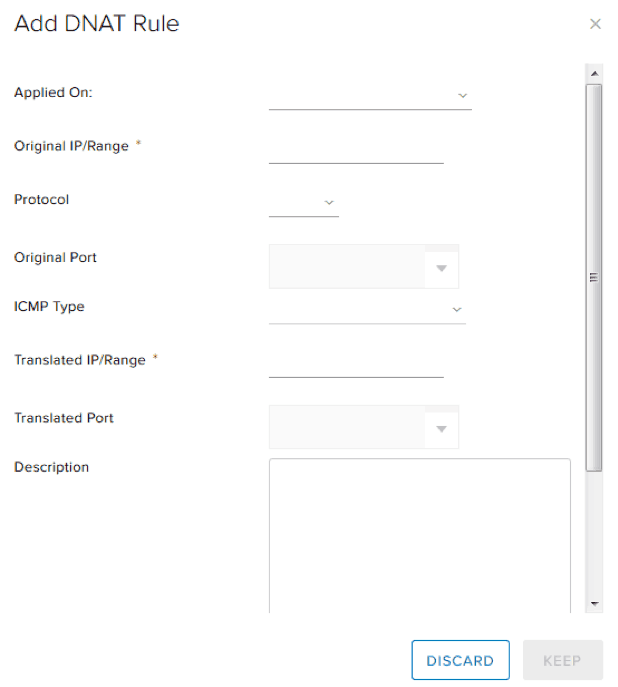 Add DNAT Rule
Applied On:
Original IP/Range *
Protocol
Original Port
ICMP Type
Translated IP/Range *
Translated Port
Description
DISCARD KEEP